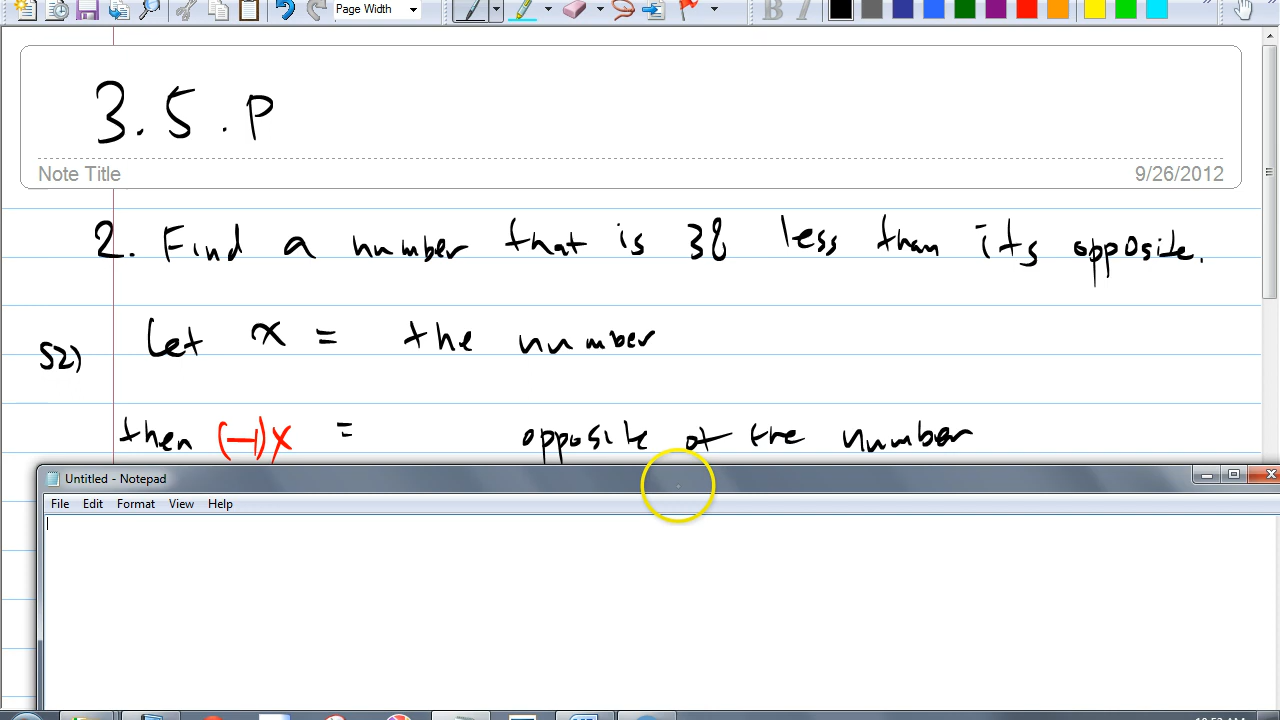 Page Width
3.5.P
Note Title
9/26/2012
2. Find a number that is 38 less than its opposite.
S2) Let x = the number
then (-1)x = opposite of the number
Untitled - Notepad
File Edit Format View Help